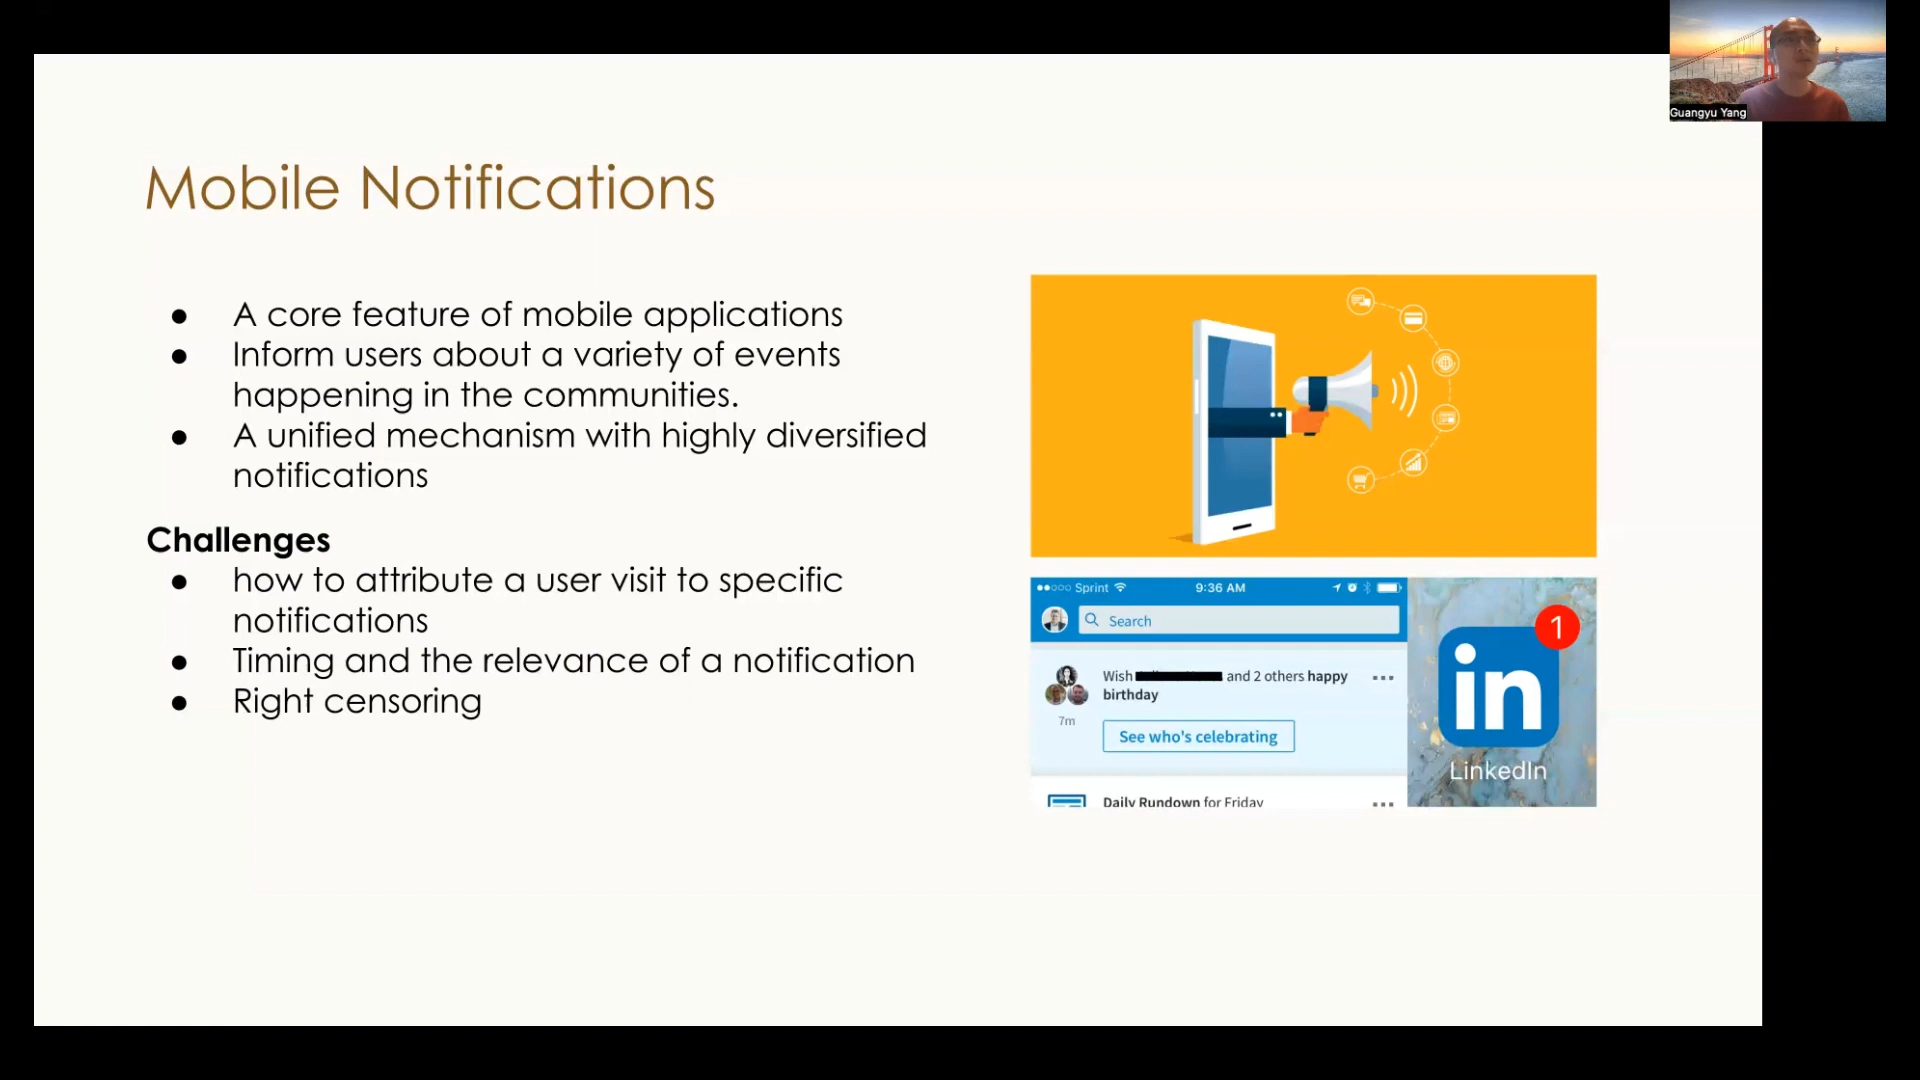 Guangyu Yang
Mobile Notifications
● A core feature of mobile applications
● Inform users about a variety of events
happening in the communities.
● A unified mechanism with highly diversified
notifications
Challenges
● how to attribute a user visit to specific
notifications
● Timing and the relevance of a notification
● Right censoring
Sprint 9:36 AM
Search
Wish and 2 others happy
birthday
7m
See who's celebrating
Daily Rundown for Friday
1
in
LinkedIn